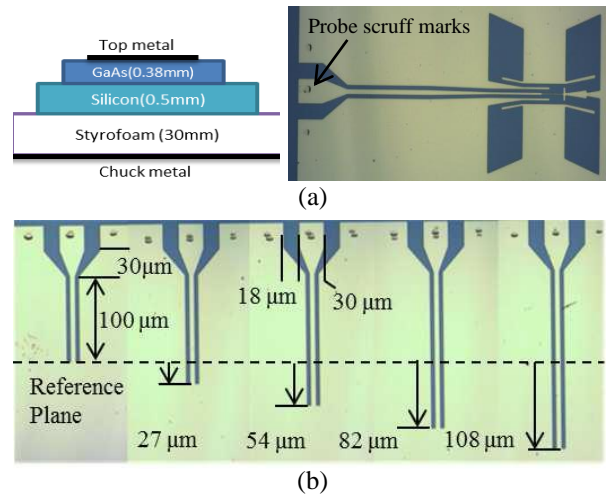 Top metal
GaAs(0.38mm)
Silicon(0.5mm)
Styrofoam (30mm)
Chuck metal
Probe scruff marks
(a)
30μm
100 μm
18 μm
30 μm
Reference
Plane
27 μm
54 μm
82 μm
108 μm
(b)